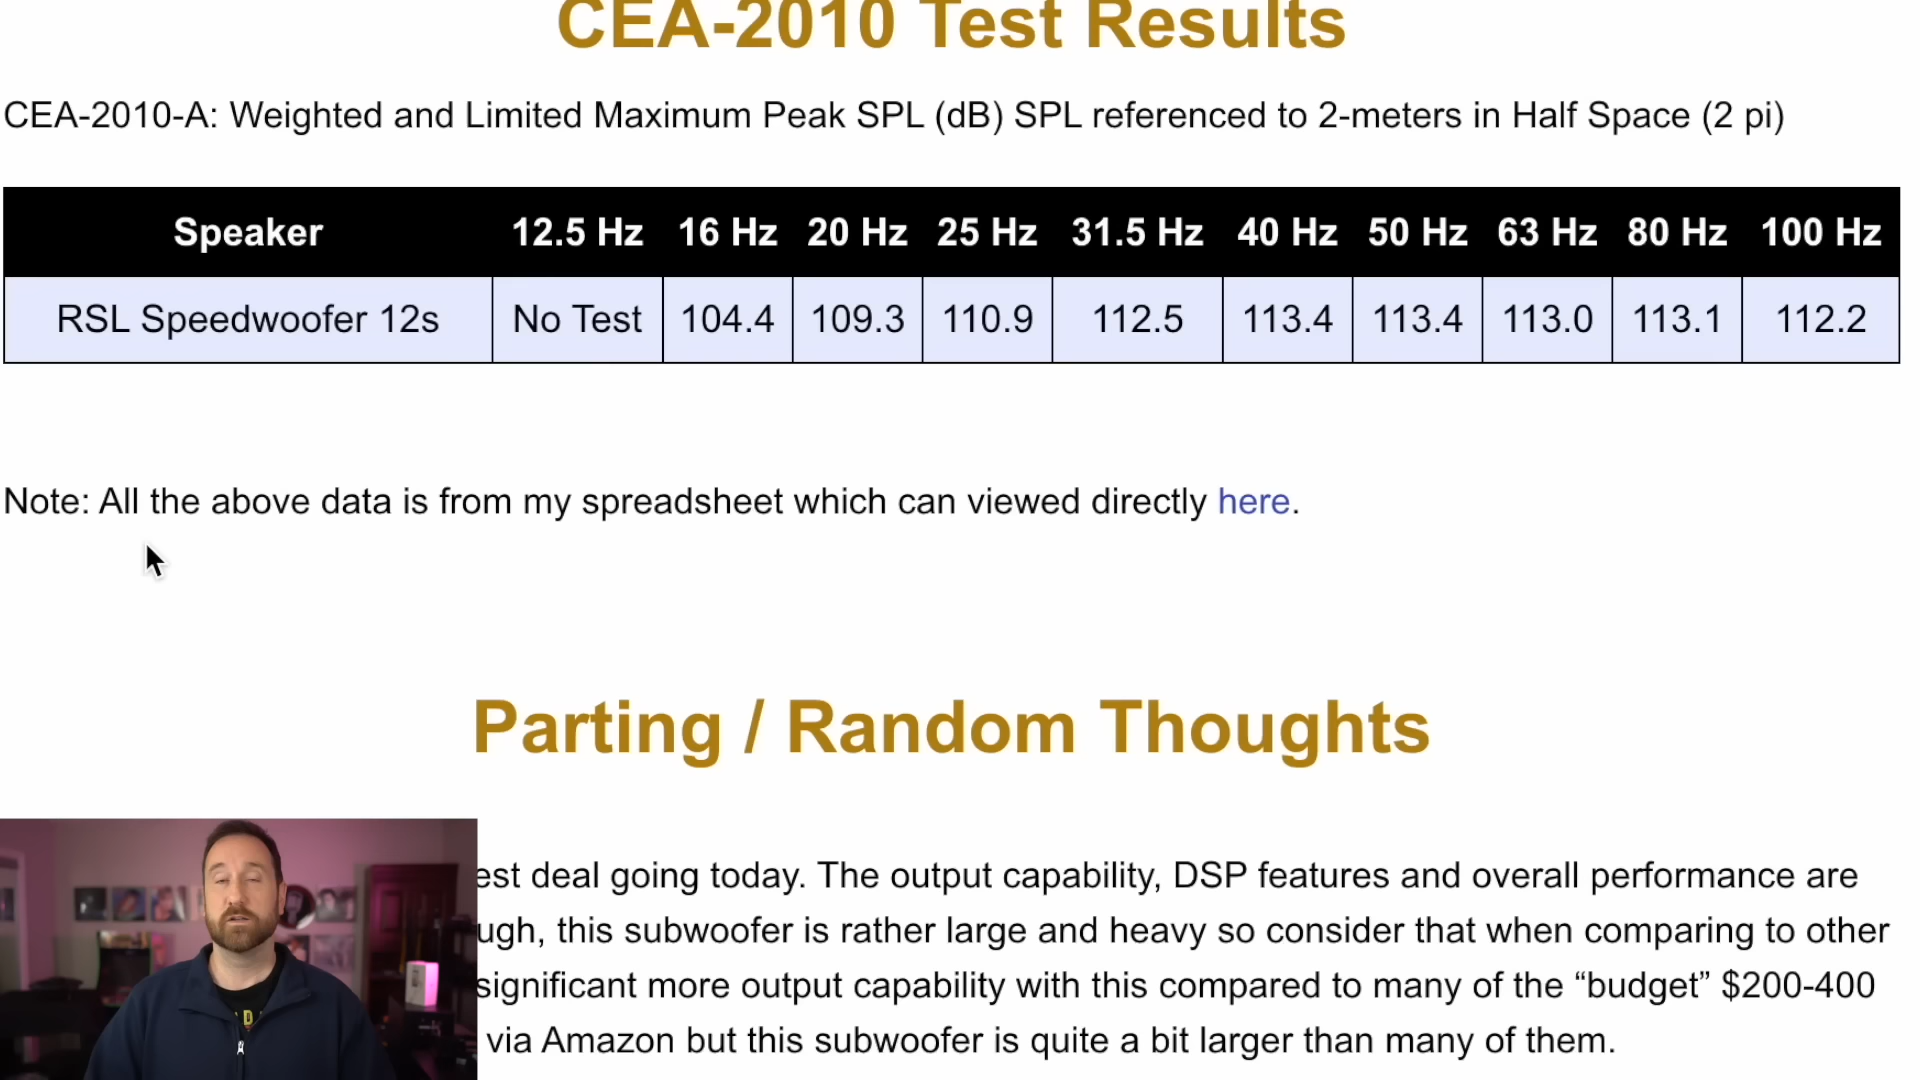 CEA-2010 Test Results
CEA-2010-A: Weighted and Limited Maximum Peak SPL (dB) SPL referenced to 2-meters in Half Space (2 pi)
Speaker 12.5 Hz 16 Hz 20 Hz 25 Hz 31.5 Hz 40 Hz 50 Hz 63 Hz 80 Hz 100 Hz
RSL Speedwoofer 12s No Test 104.4 109.3 110.9 112.5 113.4 113.4 113.0 113.1 112.2
Note: All the above data is from my spreadsheet which can viewed directly here.
Parting / Random Thoughts
est deal going today. The output capability, DSP features and overall performance are
ugh, this subwoofer is rather large and heavy so consider that when comparing to other
significant more output capability with this compared to many of the “budget” $200-400
via Amazon but this subwoofer is quite a bit larger than many of them.